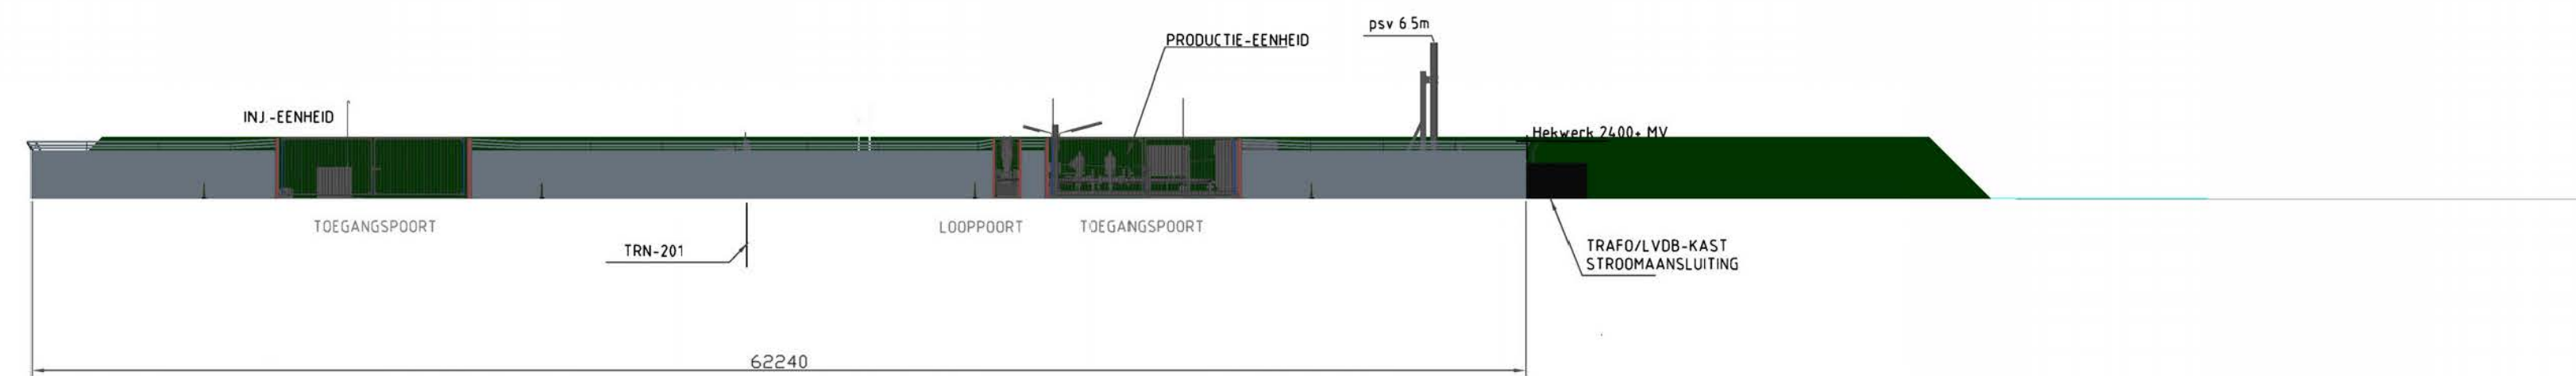 psv 6.5m
PRODUCTIE-EENHEID
INJ.-EENHEID
Hekwerk 2400+ MV
TOEGANGSPOORT
LOOPPOORT
TOEGANGSPOORT
TRN-201
TRAFO/LVDB-KAST
STROOMAANSLUITING
62240